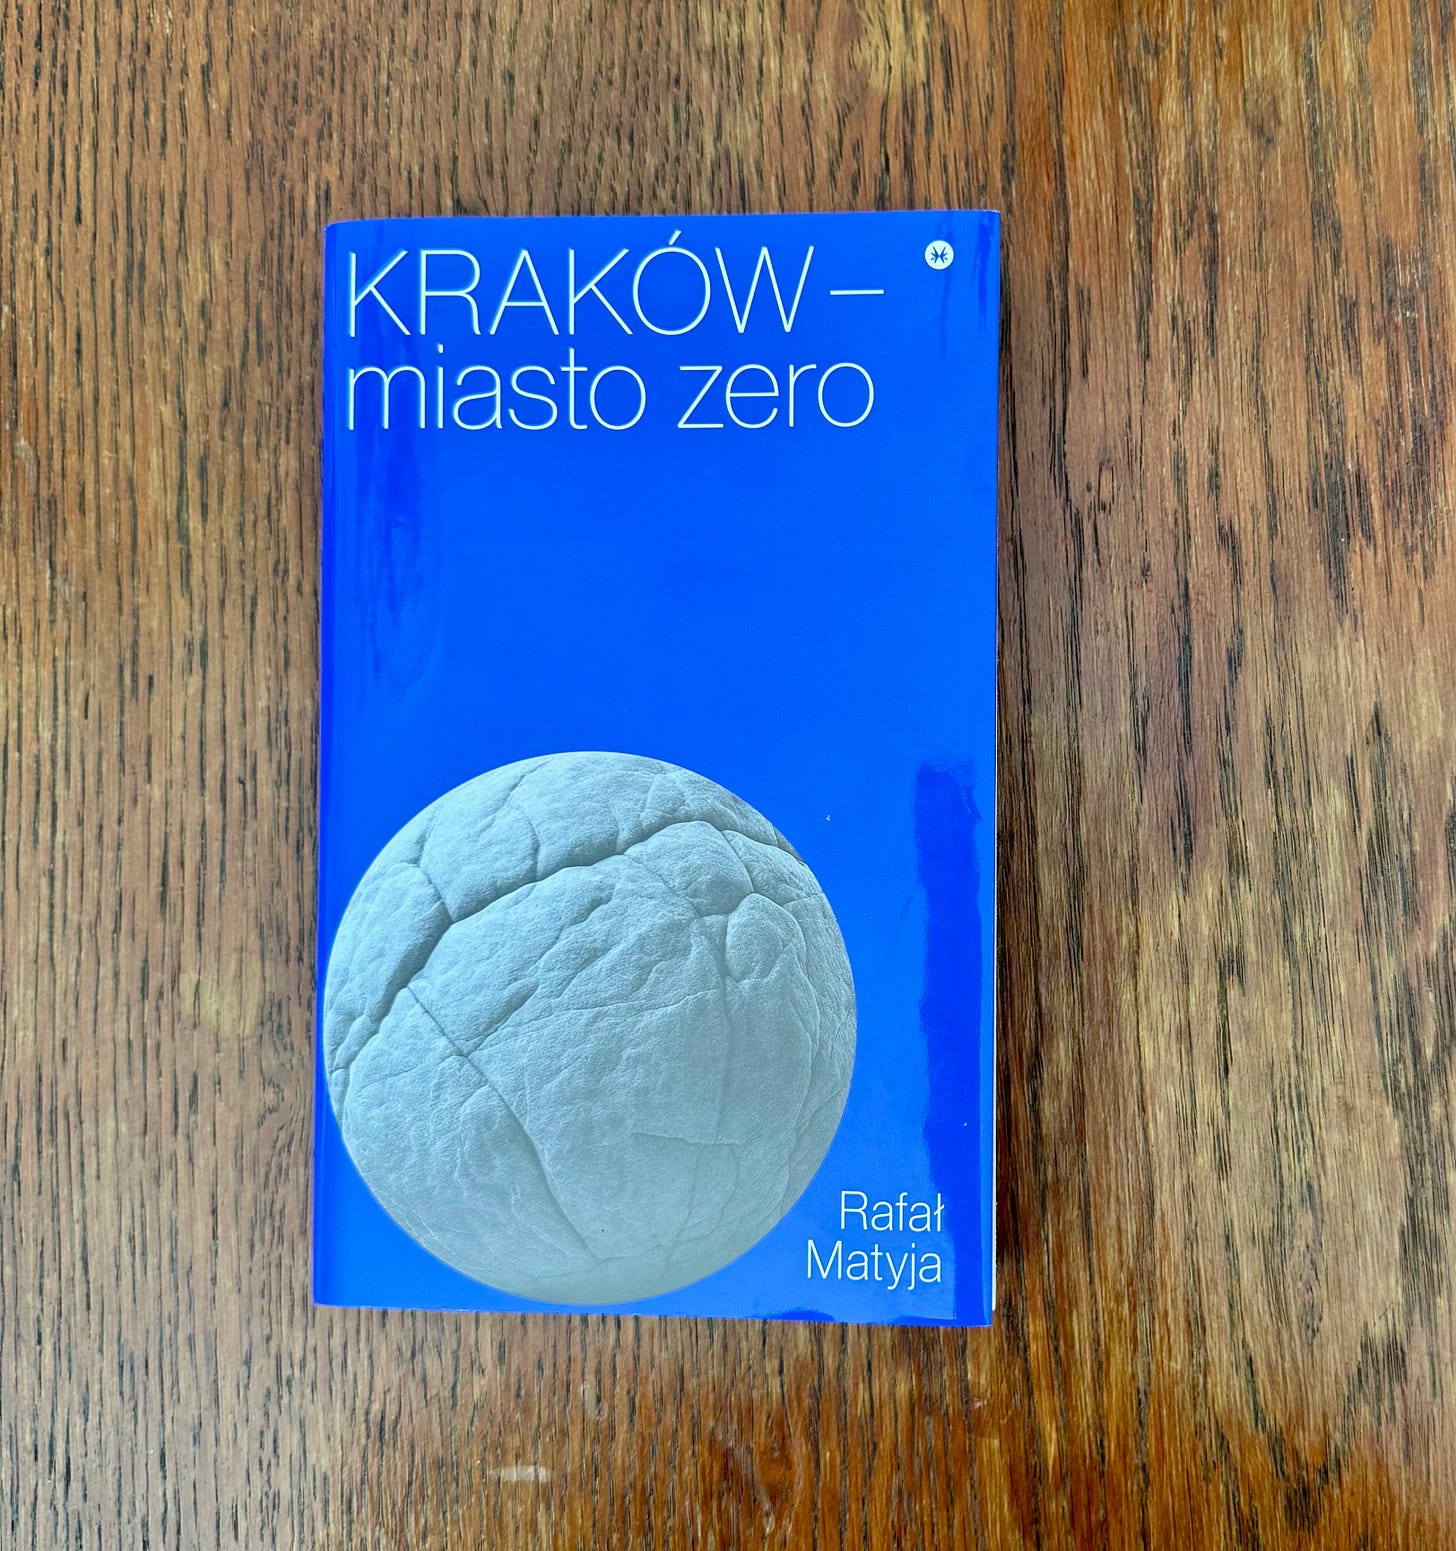 KRAKÓW –
miasto zero
Rafał
Matyja